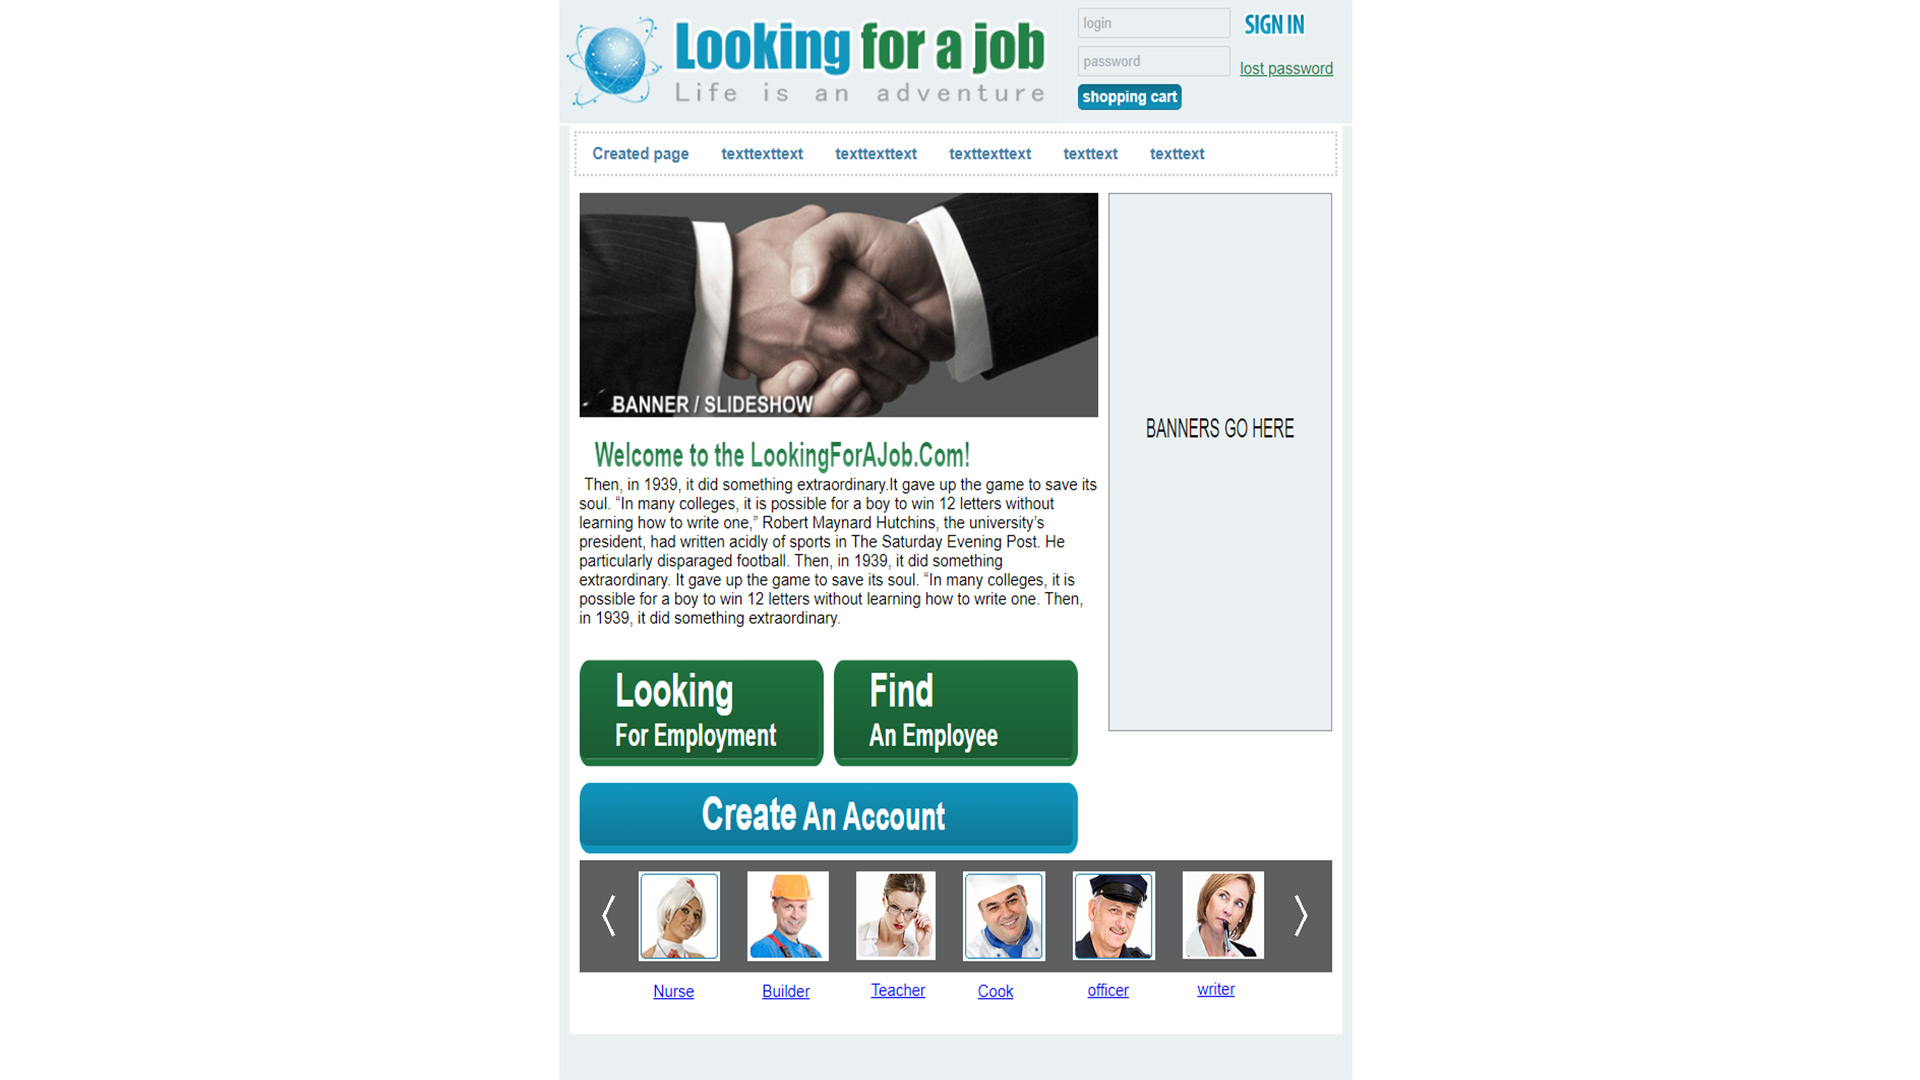 Looking for a job
Life is an adventure
login
SIGN IN
password
lost password
shopping cart
Created page texttexttext texttexttext texttexttext texttext texttext
BANNER / SLIDESHOW
BANNERS GO HERE
Welcome to the LookingForAJob.Com!
Then, in 1939, it did something extraordinary.It gave up the game to save its
soul. “In many colleges, it is possible for a boy to win 12 letters without
learning how to write one,” Robert Maynard Hutchins, the university’s
president, had written acidly of sports in The Saturday Evening Post. He
particularly disparaged football. Then, in 1939, it did something
extraordinary. It gave up the game to save its soul. “In many colleges, it is
possible for a boy to win 12 letters without learning how to write one. Then,
in 1939, it did something extraordinary.
Looking
For Employment
Find
An Employee
Create An Account
Nurse Builder Teacher Cook officer writer